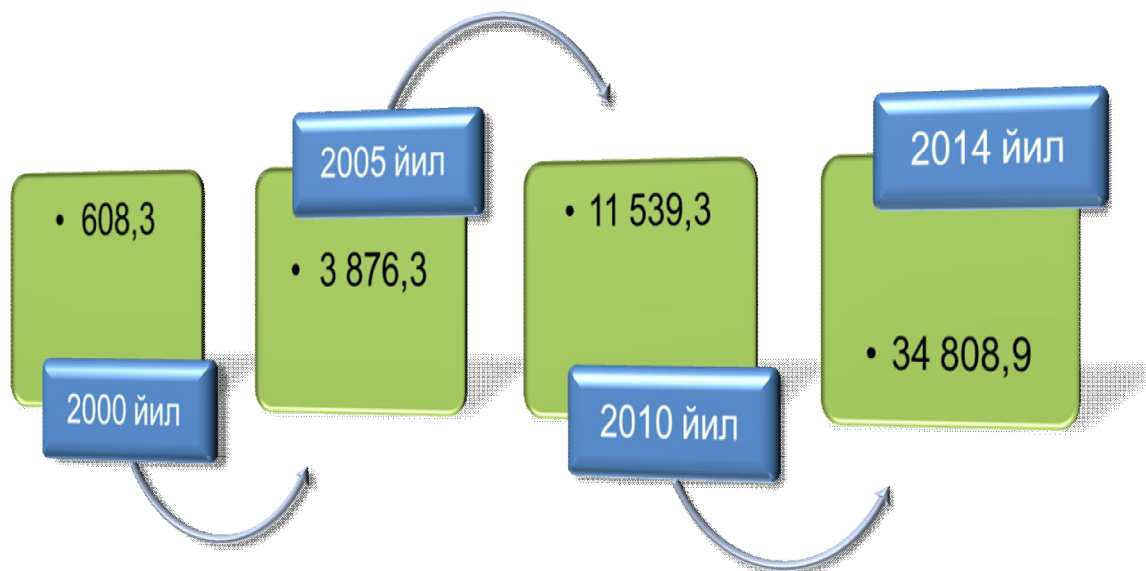 • 608,3
2000 йил
2005 йил
• 3 876,3
• 11 539,3
2010 йил
2014 йил
• 34 808,9